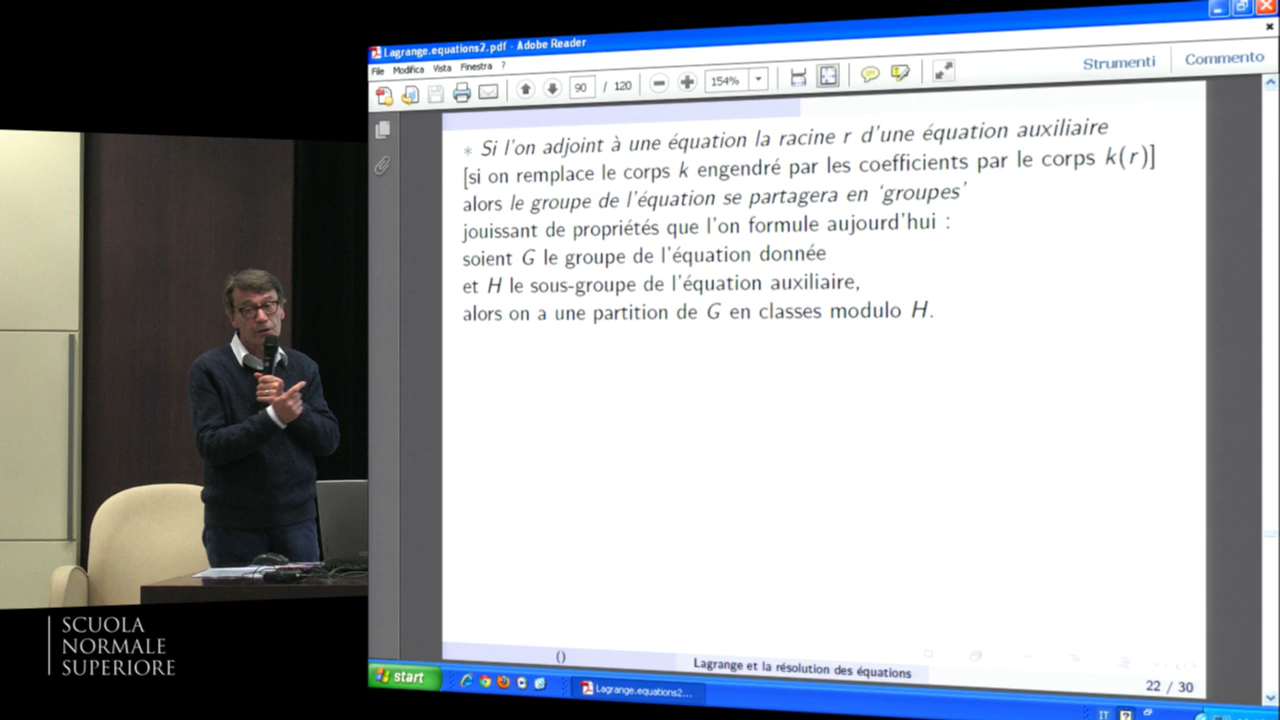 Lagrange.equations2.pdf - Adobe Reader
File Modifica Vista Finestra ?
90 / 120 154% Strumenti Commento
* Si l'on adjoint à une équation la racine r d'une équation auxiliaire
[si on remplace le corps k engendré par les coefficients par le corps k(r)]
alors le groupe de l'équation se partagera en 'groupes'
jouissant de propriétés que l'on formule aujourd'hui :
soient G le groupe de l'équation donnée
et H le sous-groupe de l'équation auxiliaire,
alors on a une partition de G en classes modulo H.
() Lagrange et la résolution des équations 22 / 30
start Lagrange.equations2... IT
SCUOLA
NORMALE
SUPERIORE